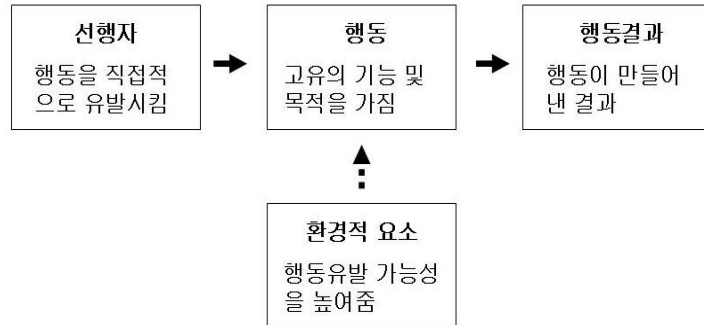 선행자
행동을 직접적
으로 유발시킴
행동
고유의 기능 및
목적을 가짐
행동결과
행동이 만들어
낸 결과
환경적 요소
행동유발 가능성
을 높여줌